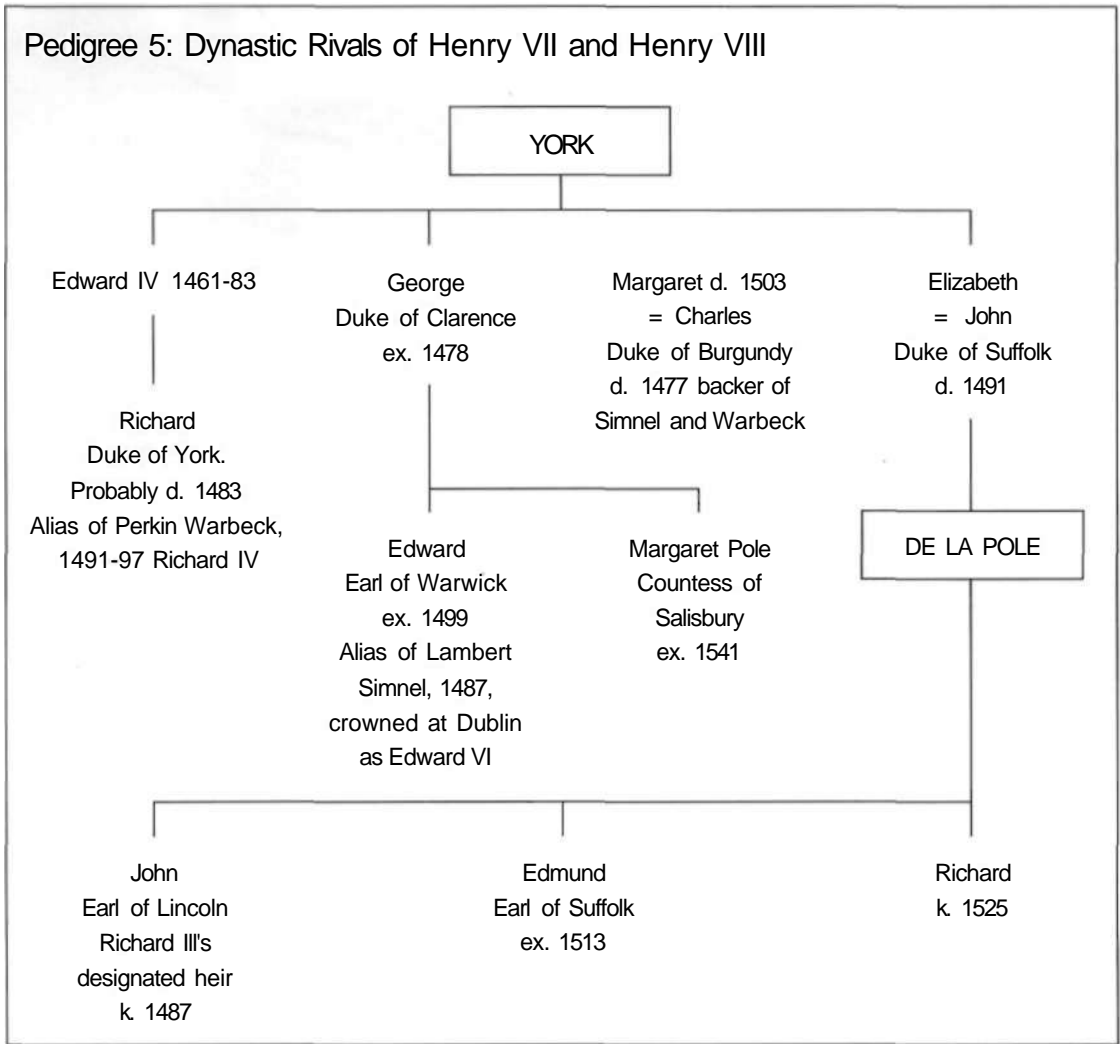 Pedigree 5: Dynastic Rivals of Henry VII and Henry VIII
YORK
Edward IV 1461-83
Richard
Duke of York.
Probably d. 1483
Alias of Perkin Warbeck,
1491-97 Richard IV
George
Duke of Clarence
ex. 1478
Margaret d. 1503
= Charles
Duke of Burgundy
d. 1477 backer of
Simnel and Warbeck
Elizabeth
= John
Duke of Suffolk
d. 1491
Edward
Earl of Warwick
ex. 1499
Alias of Lambert
Simnel, 1487,
crowned at Dublin
as Edward VI
Margaret Pole
Countess of
Salisbury
ex. 1541
DE LA POLE
John
Earl of Lincoln
Richard III's
designated heir
k. 1487
Edmund
Earl of Suffolk
ex. 1513
Richard
k. 1525